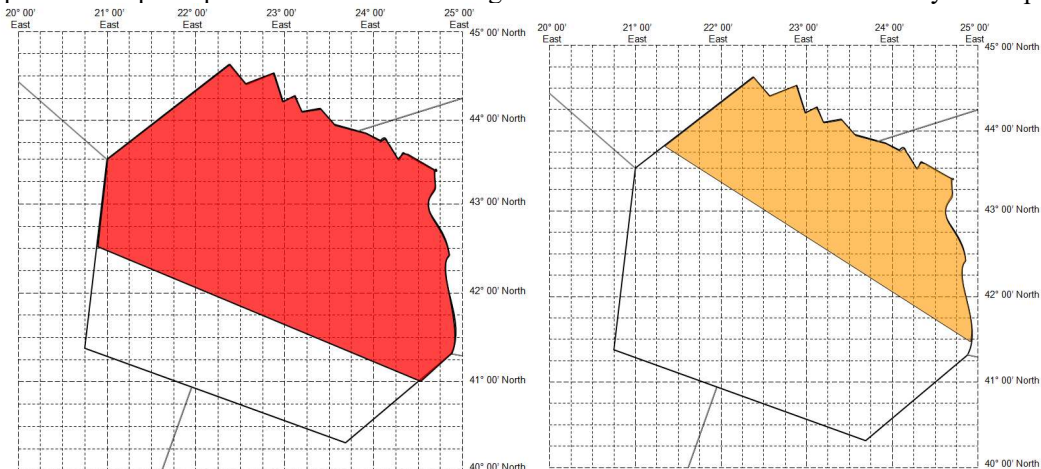 20° 00' 21° 00' 22° 00' 23° 00' 24° 00' 25° 00'
East East East East East East
45° 00' North
44° 00' North
43° 00' North
42° 00' North
41° 00' North
40° 00' North
20° 00' 21° 00' 22° 00' 23° 00' 24° 00' 25° 00'
East East East East East East
45° 00' North
44° 00' North
43° 00' North
42° 00' North
41° 00' North
40° 00' North